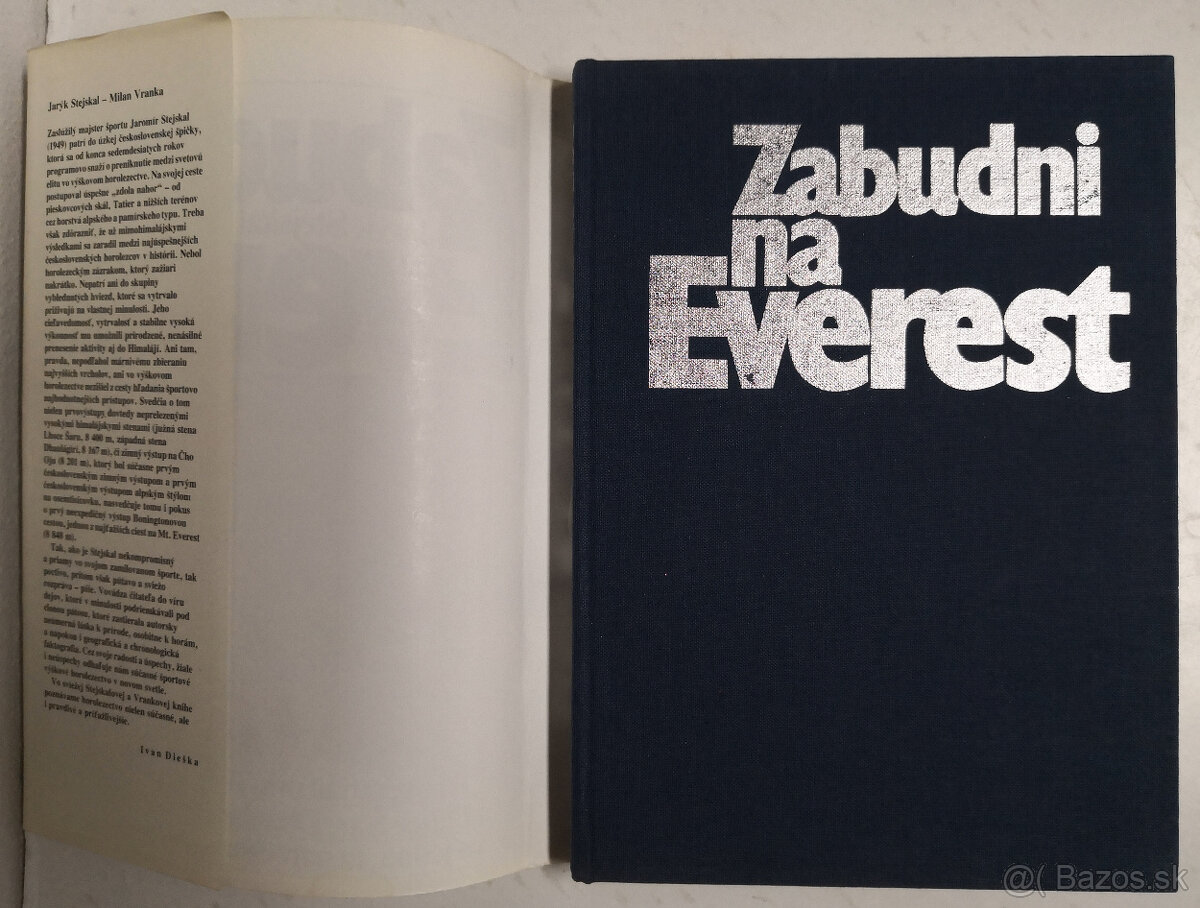 Jarýk Stejskal – Milan Vranka
Zaslúžilý majster športu Jaromír Stejskal
(1949) patrí do úzkej československej špičky,
ktorá sa od konca sedemdesiatych rokov
programovo snaží o preniknutie medzi svetovú
elitu vo výškovom horolezectve. Na svojej ceste
postupoval úspešne „zdola nahor“ – od
pieskovcových skál, Tatier a nižších terénov
cez horstvá alpského a pamírskeho typu. Treba
však zdôrazniť, že už mimohimalájskymi
výsledkami sa zaradil medzi najúspešnejších
československých horolezcov v histórii. Nebol
horolezeckým zázrakom, ktorý zažiari
nakrátko. Nepatrí ani do skupiny
vyhliadnutých hviezd, ktoré sa vytrvalo
priživujú na vlastnej minulosti. Jeho
cieľavedomosť, vytrvalosť a stabilne vysoká
výkonnosť mu umožnili prirodzené, nenásilné
prenesenie aktivity aj do Himalájí. Ani tam,
pravda, nepodľahol márnivému zbieraniu
najvyšších vrcholov, ani vo výškovom
horolezectve nezišiel z cesty hľadania športovo
najhodnotnejších prístupov. Svedčia o tom
nielen prvovýstupy dovtedy neprelezenými
vysokými himalájskymi stenami (južná stena
Lhoce Šaru, 8 400 m, západná stena
Dhaulágirí, 8 167 m), či zimný výstup na Čho
Oju (8 201 m), ktorý bol súčasne prvým
československým zimným výstupom a prvým
československým výstupom alpským štýlom
na osemtisícovku, nasvedčuje tomu i pokus
o prvý neexpedičný výstup Boningtonovou
cestou, jednou z najťažších ciest na Mt. Everest
(8 848 m).
Tak, ako je Stejskal nekompromisný
a priamy vo svojom zamilovanom športe, tak
poctivo, pritom však pútavo a sviežo
rozpráva – píše. Vovádza čitateľa do víru
dejov, ktoré v minulosti podrienskávali pod
clonou pátosu, ktoré zastierala autorsky
neúmerná láska k prírode, osobitne k horám,
a napokon i geografická a chronologická
faktografia. Cez svoje radosti a úspechy, žiale
i neúspechy odhaľuje nám súčasné športové
výškové horolezectvo v novom svetle.
Vo sviežej Stejskalovej a Vrankovej knihe
poznávame horolezectvo nielen súčasné, ale
i pravdivé a príťažlivejšie.
Ivan Dieška
Zabudni
na
Everest
@( Bazos.sk